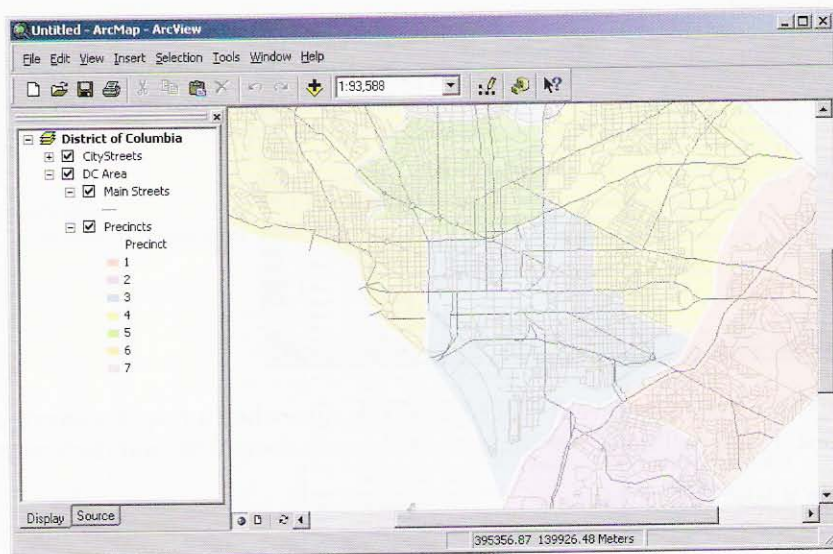 Untitled - ArcMap - ArcView
File Edit View Insert Selection Tools Window Help
1:93,588
District of Columbia
CityStreets
DC Area
Main Streets
Precincts
Precinct
1
2
3
4
5
6
7
Display Source
395356.87 139926.48 Meters